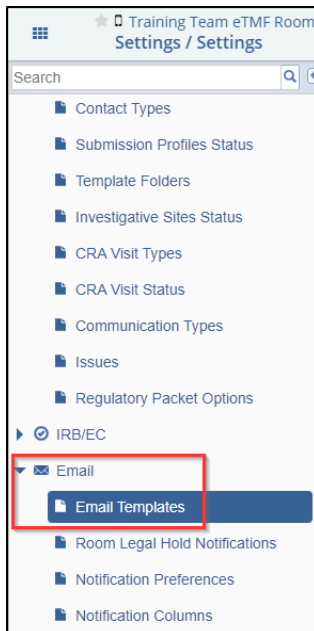 Training Team eTMF Room
Settings / Settings
Search
Contact Types
Submission Profiles Status
Template Folders
Investigative Sites Status
CRA Visit Types
CRA Visit Status
Communication Types
Issues
Regulatory Packet Options
IRB/EC
Email
Email Templates
Room Legal Hold Notifications
Notification Preferences
Notification Columns